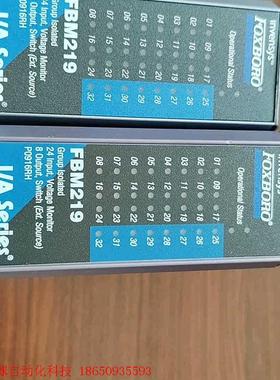 invensys
FOXBORO
Operational Status
01 09 17 25
02 10 18 26
03 11 19 27
04 12 20 28
05 13 21 29
06 14 22 30
07 15 23 31
08 16 24 32
FBM219
Group Isolated
24 Input, Voltage Monitor
8 Output, Switch (Ext. Source)
P0916RH
I/A Series
FOXBORO
Operational Status
01 09 17 25
02 10 18 26
03 11 19 27
04 12 20 28
05 13 21 29
06 14 22 30
07 15 23 31
08 16 24 32
FBM219
Group Isolated
24 Input, Voltage Monitor
8 Output, Switch (Ext. Source)
P0916RH
I/A Series
自动化科技 18650935593